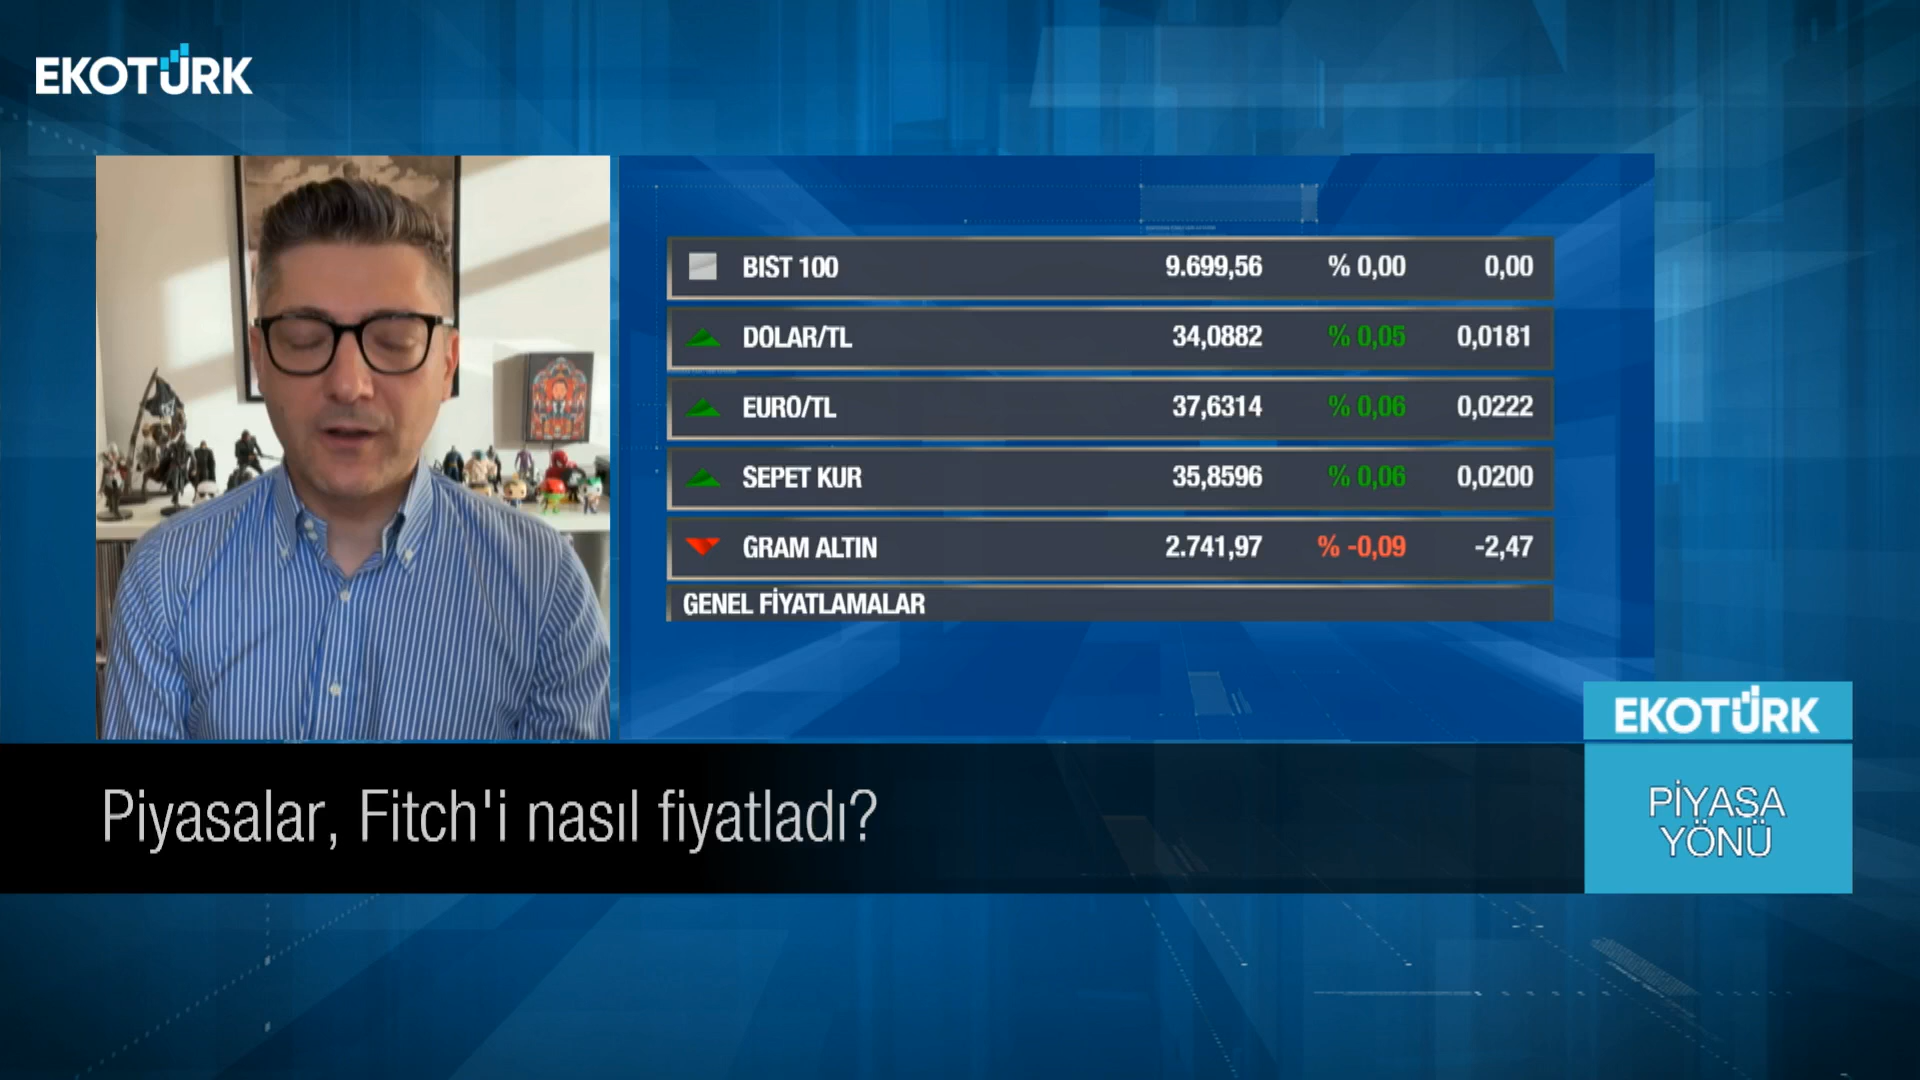 EKOTÜRK
BIST 100 9.699,56 % 0,00 0,00
DOLAR/TL 34,0882 % 0,05 0,0181
EURO/TL 37,6314 % 0,06 0,0222
SEPET KUR 35,8596 % 0,06 0,0200
GRAM ALTIN 2.741,97 % -0,09 -2,47
GENEL FİYATLAMALAR
EKOTÜRK
Piyasalar, Fitch'i nasıl fiyatladı?
PİYASA
YÖNÜ